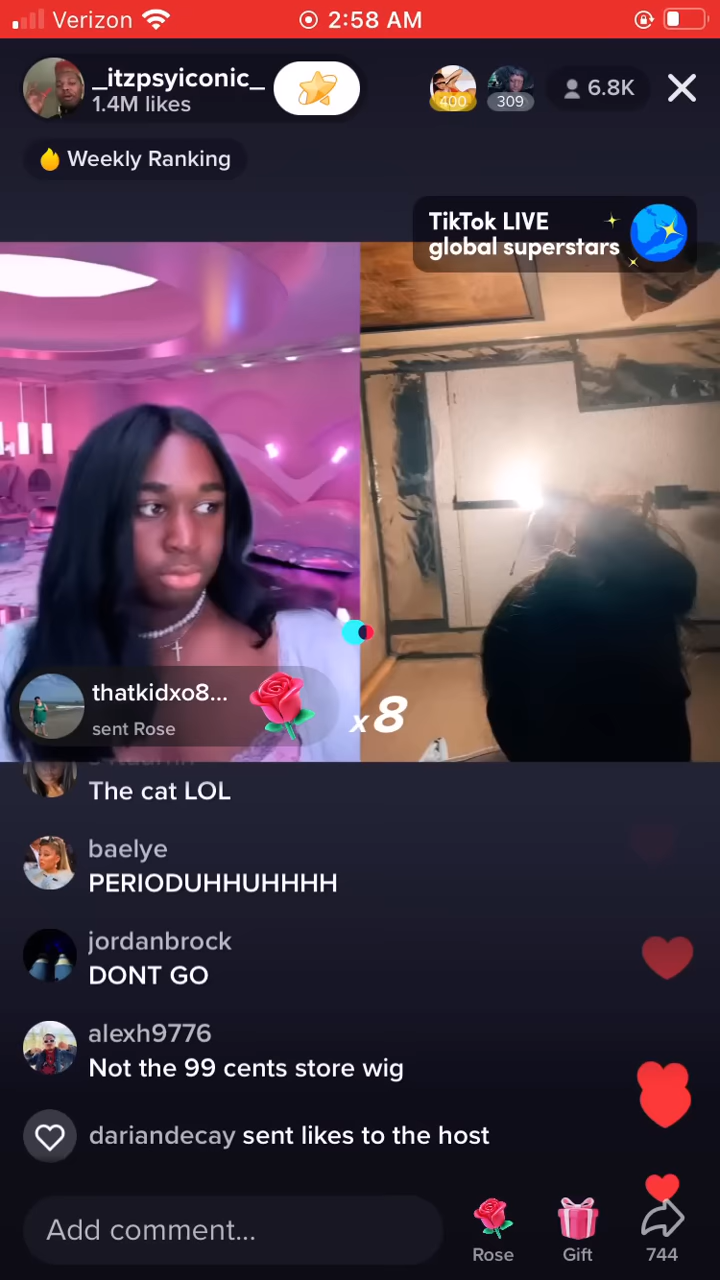 Verizon 2:58 AM
_itzpsyiconic_
1.4M likes
400 309 6.8K
Weekly Ranking
TikTok LIVE
global superstars
thatkidxo8...
sent Rose
x8
The cat LOL
baelye
PERIODUHHUHHHH
jordanbrock
DONT GO
alexh9776
Not the 99 cents store wig
dariandecay sent likes to the host
Add comment...
Rose Gift 744